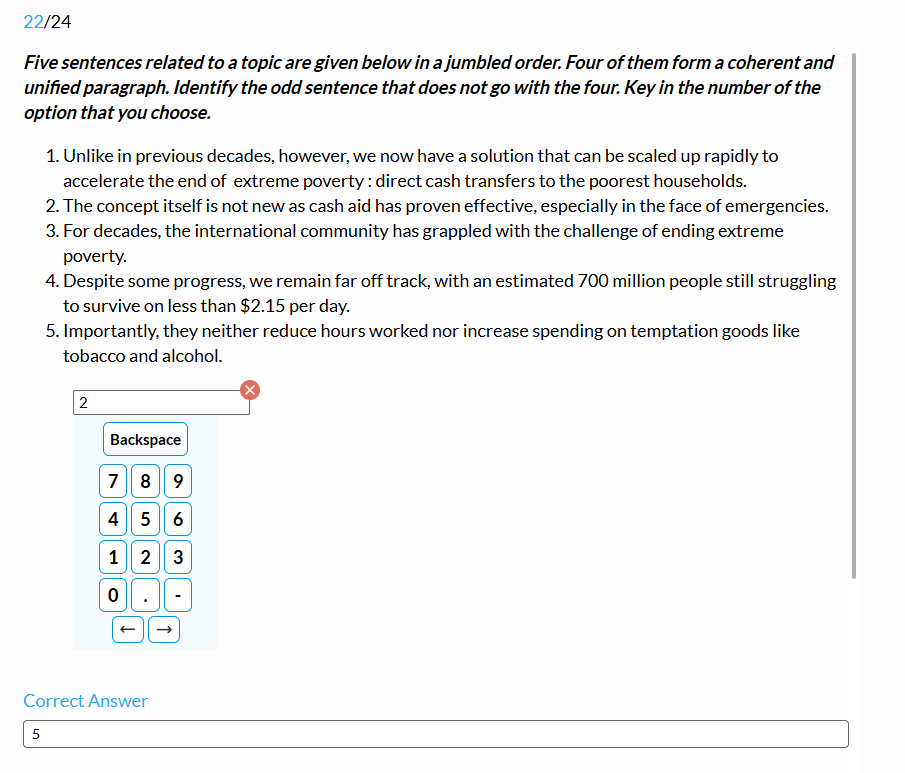 22/24
Five sentences related to a topic are given below in a jumbled order. Four of them form a coherent and
unified paragraph. Identify the odd sentence that does not go with the four. Key in the number of the
option that you choose.
1. Unlike in previous decades, however, we now have a solution that can be scaled up rapidly to
accelerate the end of extreme poverty : direct cash transfers to the poorest households.
2. The concept itself is not new as cash aid has proven effective, especially in the face of emergencies.
3. For decades, the international community has grappled with the challenge of ending extreme
poverty.
4. Despite some progress, we remain far off track, with an estimated 700 million people still struggling
to survive on less than $2.15 per day.
5. Importantly, they neither reduce hours worked nor increase spending on temptation goods like
tobacco and alcohol.
2
Backspace
7 8 9
4 5 6
1 2 3
0 . -
← →
Correct Answer
5